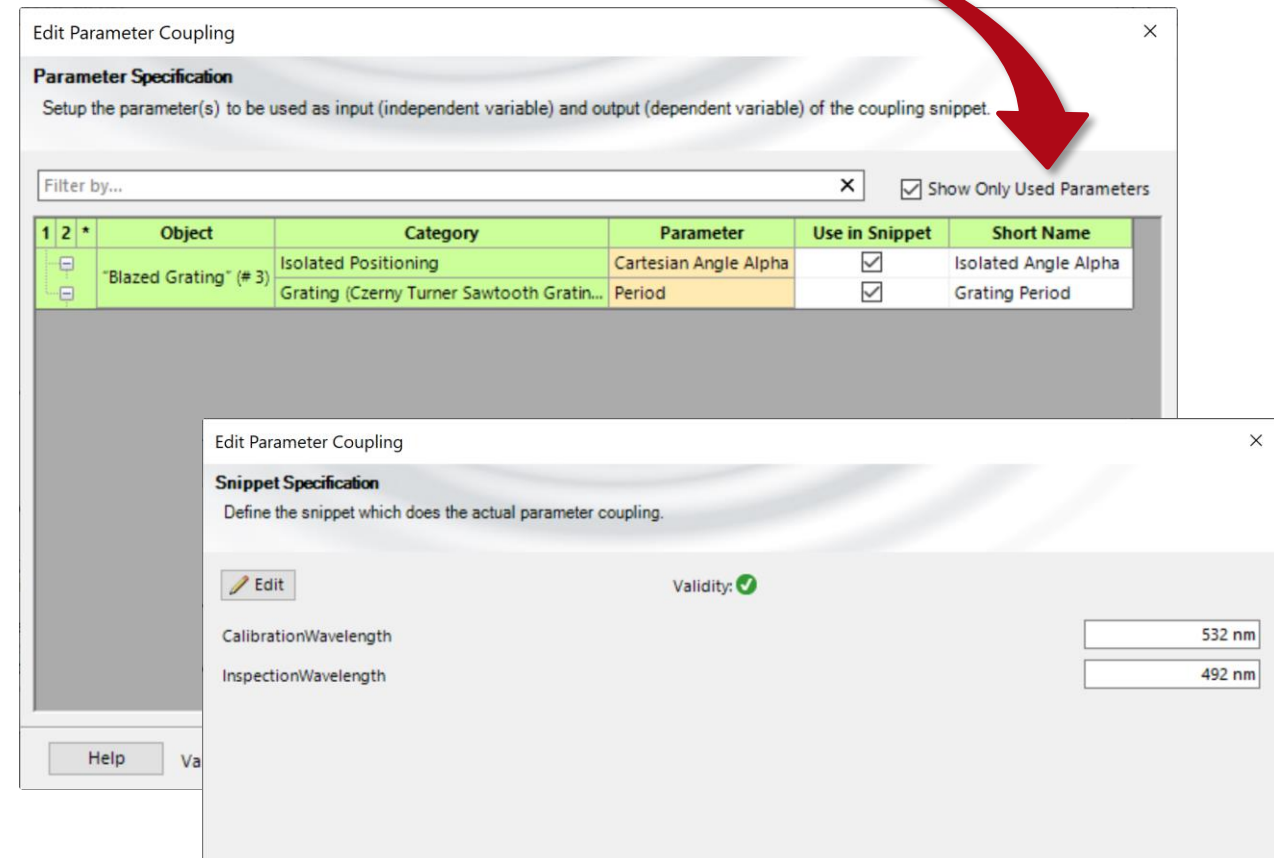 Edit Parameter Coupling
Parameter Specification
Setup the parameter(s) to be used as input (independent variable) and output (dependent variable) of the coupling snippet.
Filter by...
Show Only Used Parameters
1 2 * Object Category Parameter Use in Snippet Short Name
"Blazed Grating" (# 3) Isolated Positioning Cartesian Angle Alpha Isolated Angle Alpha
Grating (Czerny Turner Sawtooth Gratin... Period Grating Period
Help Va
Edit Parameter Coupling
Snippet Specification
Define the snippet which does the actual parameter coupling.
Edit Validity:
CalibrationWavelength 532 nm
InspectionWavelength 492 nm